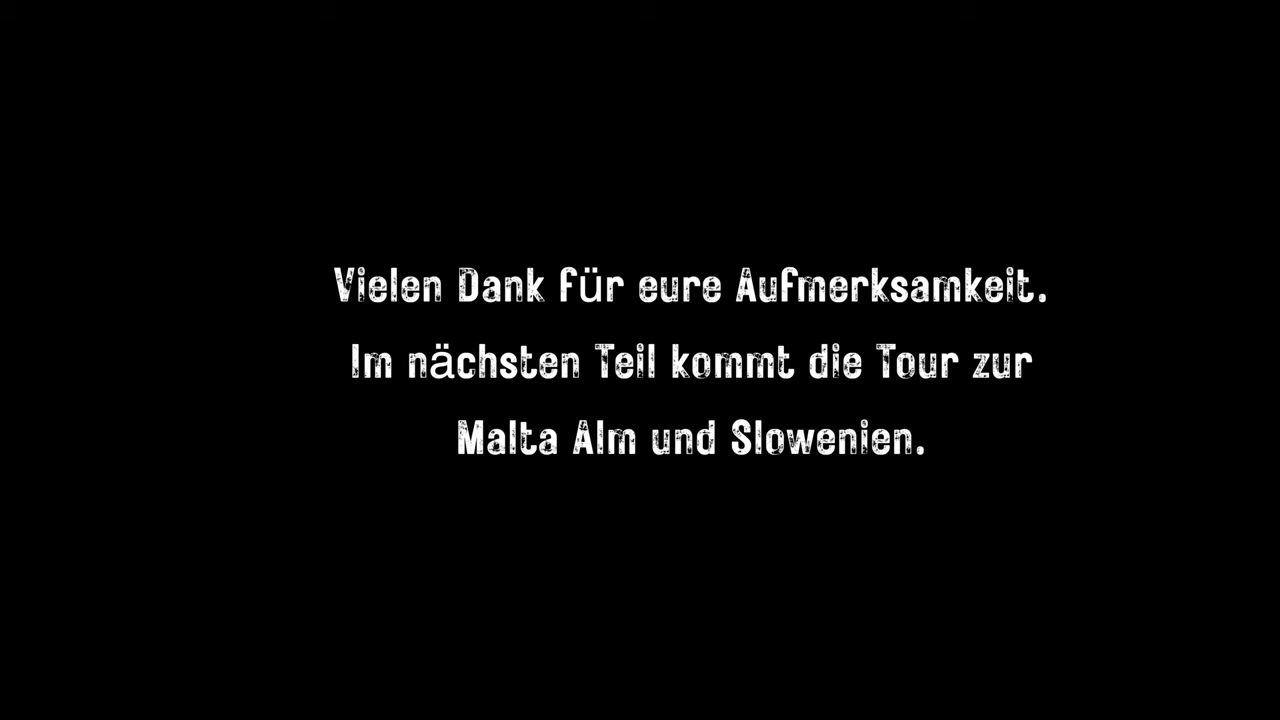 Vielen Dank für eure Aufmerksamkeit.
Im nächsten Teil kommt die Tour zur
Malta Alm und Slowenien.